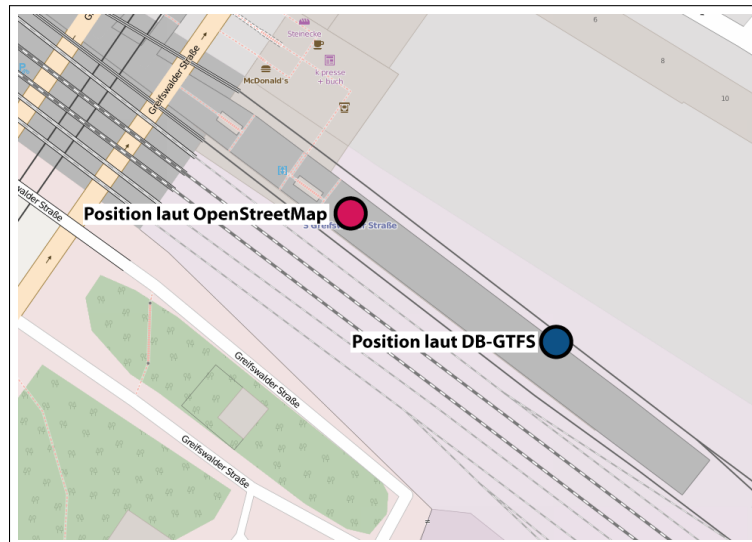 Steinecke
McDonald's
k presse
+ buch
6
8
10
Greifswalder Straße
Position laut OpenStreetMap
Position laut DB-GTFS
Greifswalder Straße
Greifswalder Straße